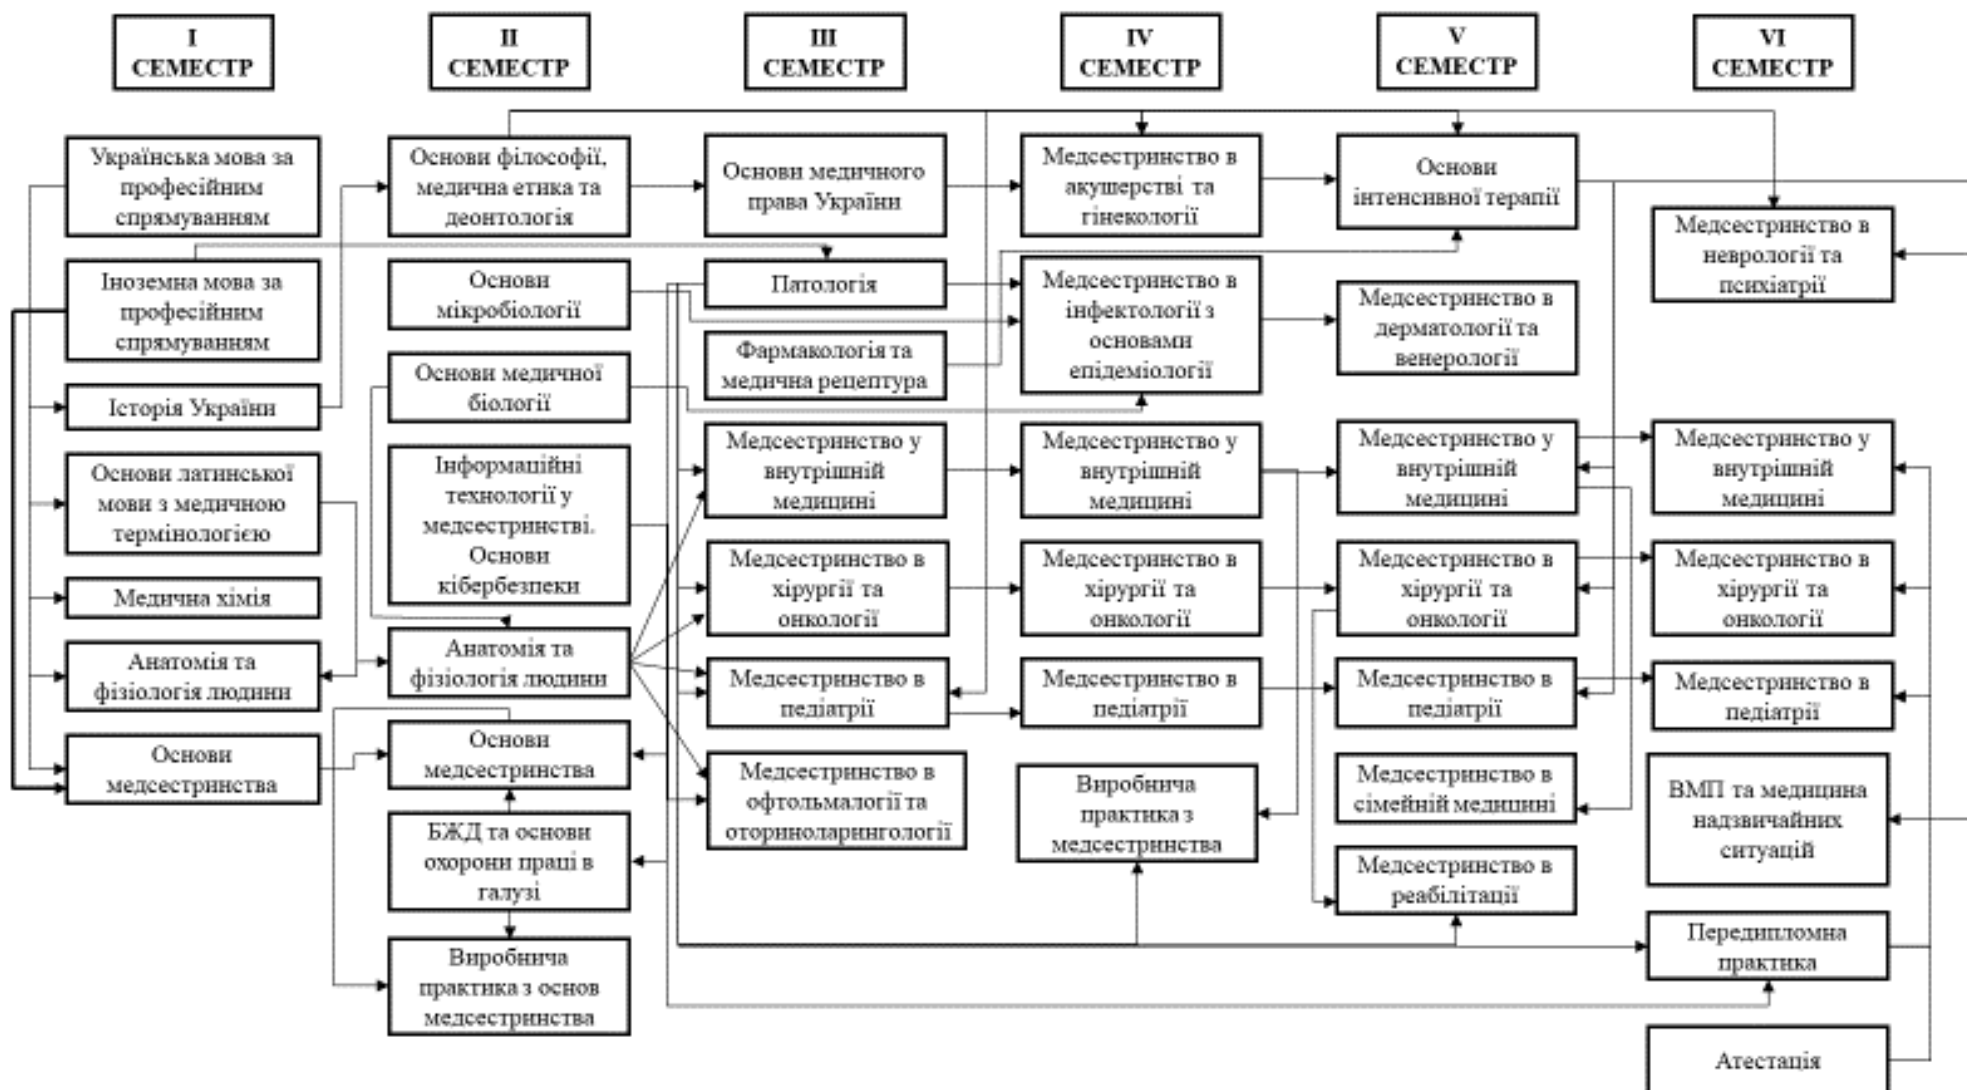 I
СЕМЕСТР
II
СЕМЕСТР
III
СЕМЕСТР
IV
СЕМЕСТР
V
СЕМЕСТР
VI
СЕМЕСТР
Українська мова за
професійним
спрямуванням
Іноземна мова за
професійним
спрямуванням
Історія України
Основи латинської
мови з медичною
термінологією
Медична хімія
Анатомія та
фізіологія людини
Основи
медсестринства
Основи філософії,
медична етика та
деонтологія
Основи
мікробіології
Основи медичної
біології
Інформаційні
технології у
медсестринстві.
Основи
кібербезпеки
Анатомія та
фізіологія людини
Основи
медсестринства
БЖД та основи
охорони праці в
галузі
Виробнича
практика з основ
медсестринства
Основи медичного
права України
Патологія
Фармакологія та
медична рецептура
Медсестринство у
внутрішній
медицині
Медсестринство в
хірургії та
онкології
Медсестринство в
педіатрії
Медсестринство в
офтольмалогії та
оториноларингології
Медсестринство в
акушерстві та
гінекології
Медсестринство в
інфектології з
основами
епідеміології
Медсестринство у
внутрішній
медицині
Медсестринство в
хірургії та
онкології
Медсестринство в
педіатрії
Виробнича
практика з
медсестринства
Основи
інтенсивної терапії
Медсестринство в
дерматології та
венерології
Медсестринство у
внутрішній
медицині
Медсестринство в
хірургії та
онкології
Медсестринство в
педіатрії
Медсестринство в
сімейній медицині
Медсестринство в
реабілітації
Медсестринство в
неврології та
психіатрії
Медсестринство у
внутрішній
медицині
Медсестринство в
хірургії та
онкології
Медсестринство в
педіатрії
ВМП та медицина
надзвичайних
ситуацій
Передипломна
практика
Атестація